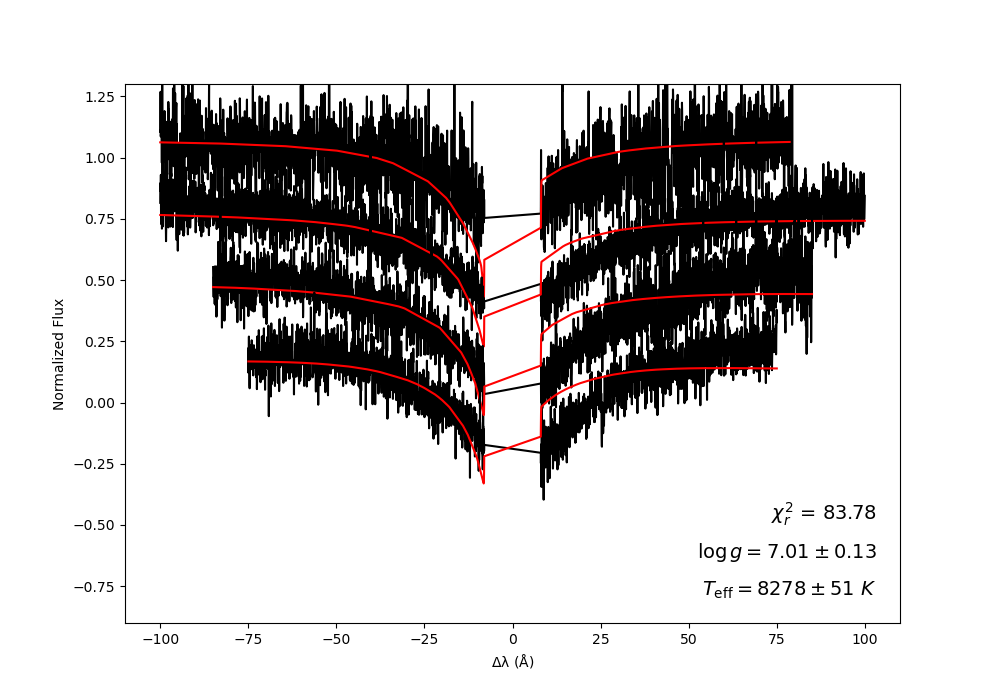 1.25
1.00
0.75
0.50
0.25
0.00
−0.25
−0.50
−0.75
Normalized Flux
χ²ᵣ = 83.78
log g = 7.01 ± 0.13
T_eff = 8278 ± 51 K
−100 −75 −50 −25 0 25 50 75 100
Δλ (Å)